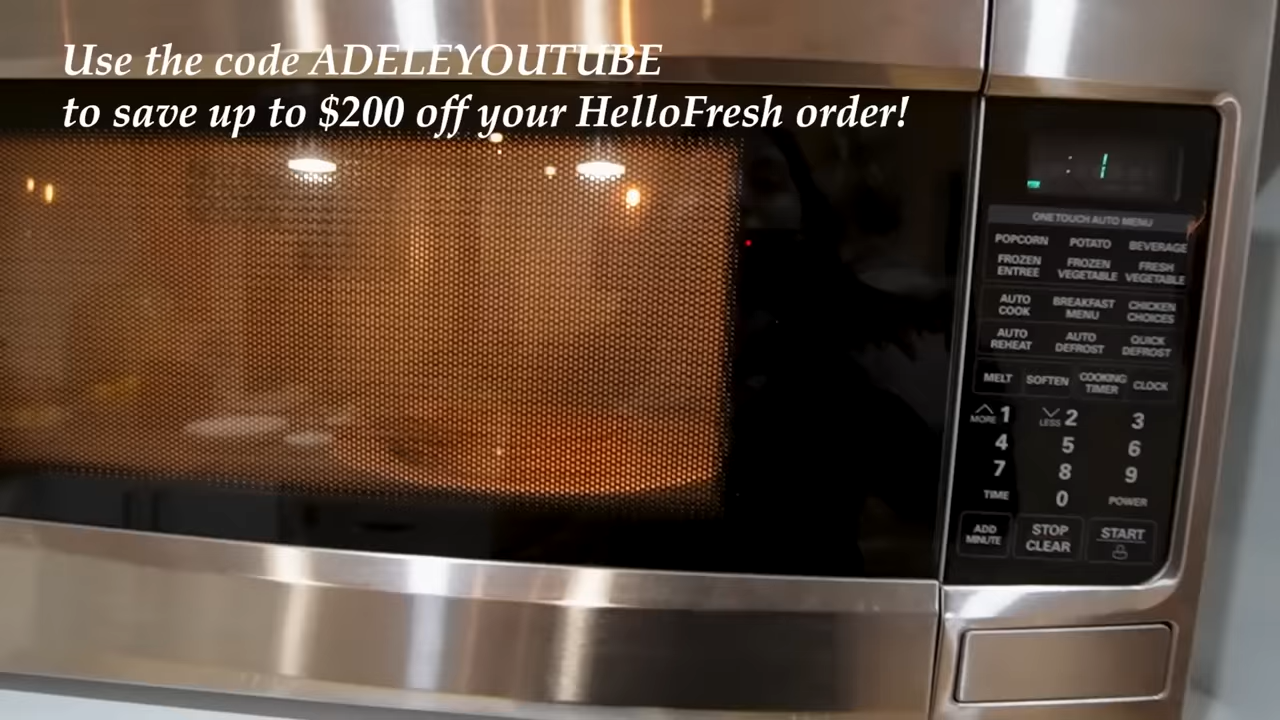 Use the code ADELEYOUTUBE
to save up to $200 off your HelloFresh order!
: 1
ONE TOUCH AUTO MENU
POPCORN POTATO BEVERAGE
FROZEN ENTREE FROZEN VEGETABLE FRESH VEGETABLE
AUTO COOK BREAKFAST MENU CHICKEN CHOICES
AUTO REHEAT AUTO DEFROST QUICK DEFROST
MELT SOFTEN COOKING TIMER CLOCK
MORE 1 LESS 2 3
4 5 6
7 8 9
TIME 0 POWER
ADD MINUTE STOP CLEAR START